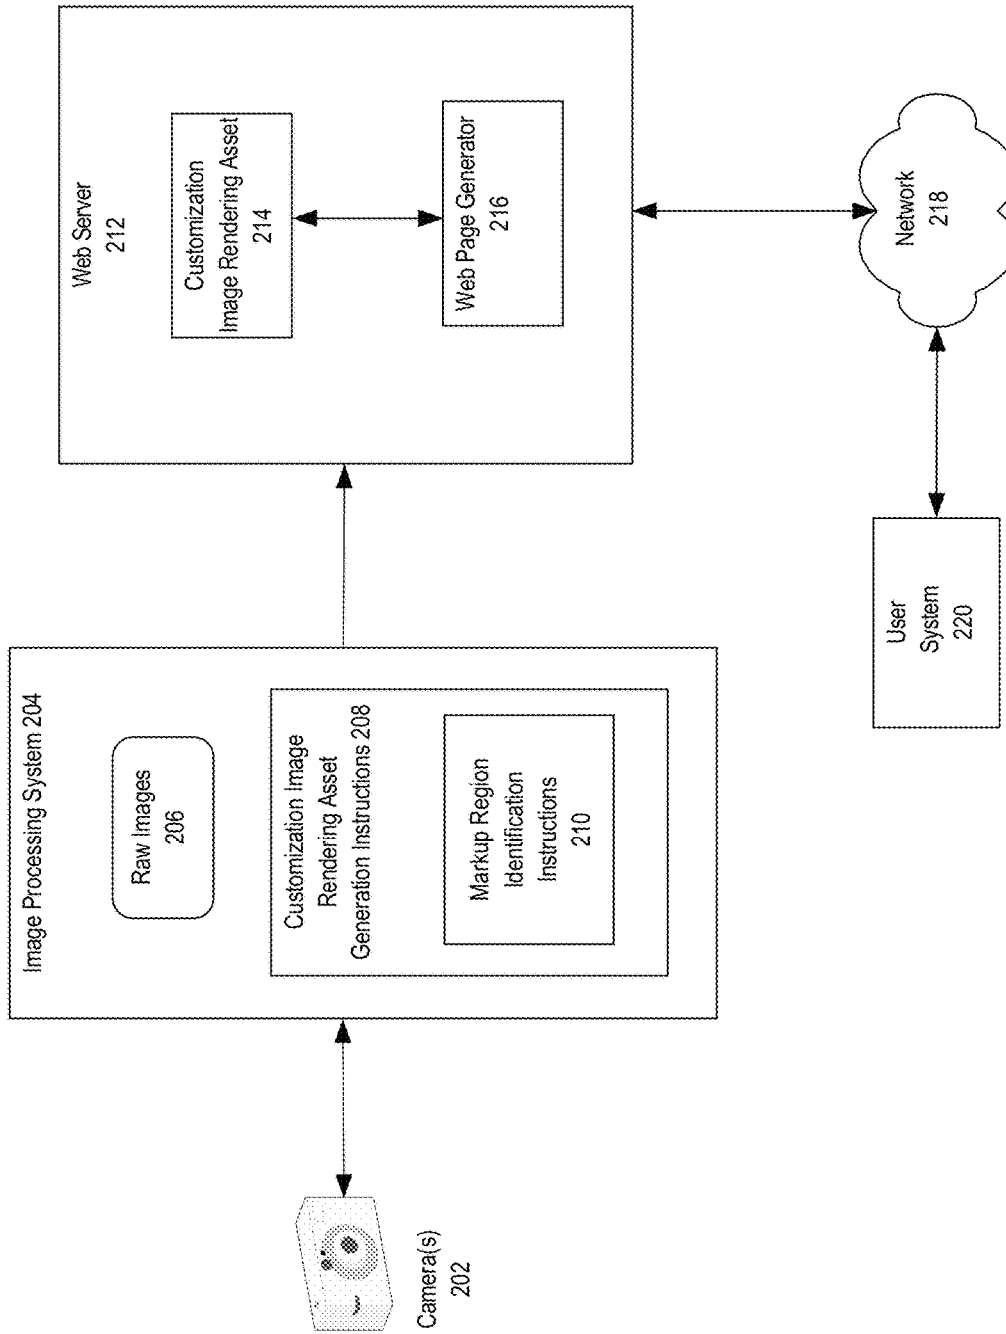 Camera(s)
202
Image Processing System 204
Raw Images
206
Customization Image
Rendering Asset
Generation Instructions 208
Markup Region
Identification
Instructions
210
Web Server
212
Customization
Image Rendering Asset
214
Web Page Generator
216
User
System
220
Network
218